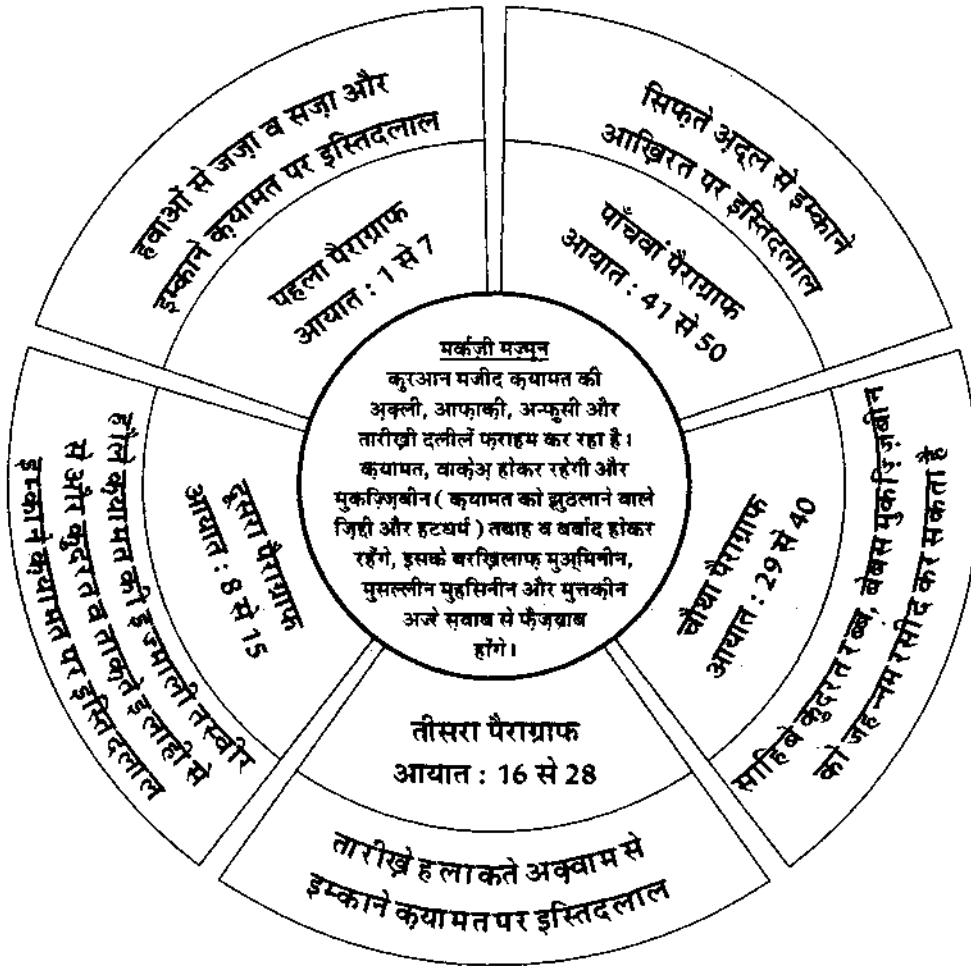 हवाओं से जज़ा व सज़ा और
इम्काने क़यामत पर इस्तिदलाल
पहला पैराग्राफ
आयात : 1 से 7
सिफ़ते अ़द्ल से इम्काने
आख़िरत पर इस्तिदलाल
पाँचवां पैराग्राफ
आयात : 41 से 50
मर्कज़ी मज़्मून
क़ुरआन मजीद क़यामत की
अ़क़्ली, आफ़ाक़ी, अन्फ़ुसी और
तारीख़ी दलीलें फ़राहम कर रहा है।
क़यामत, वाक़ेअ़ होकर रहेगी और
मुकज़्ज़िबीन ( क़यामत को झुठलाने वाले
ज़िद्दी और हटधर्म ) तबाह व बर्बाद होकर
रहेंगे, इसके बरख़िलाफ़ मुअ्मिनीन,
मुसल्लीन मुहसिनीन और मुत्तक़ीन
अज्रे स़वाब से फ़ैज़याब
होंगे।
दूसरा पैराग्राफ
आयात : 8 से 15
हौले क़यामत की इज्माली तस्वीर
से और क़ुदरत व ताक़ते इलाही से
इम्काने क़यामत पर इस्तिदलाल
चौथा पैराग्राफ
आयात : 29 से 40
साहिबे क़ुदरत रब्ब, बेबस मुकज़्ज़िबीन
को जहन्नम रसीद कर सकता है
तीसरा पैराग्राफ
आयात : 16 से 28
तारीख़े हलाकते अक़्वाम से
इम्काने क़यामत पर इस्तिदलाल